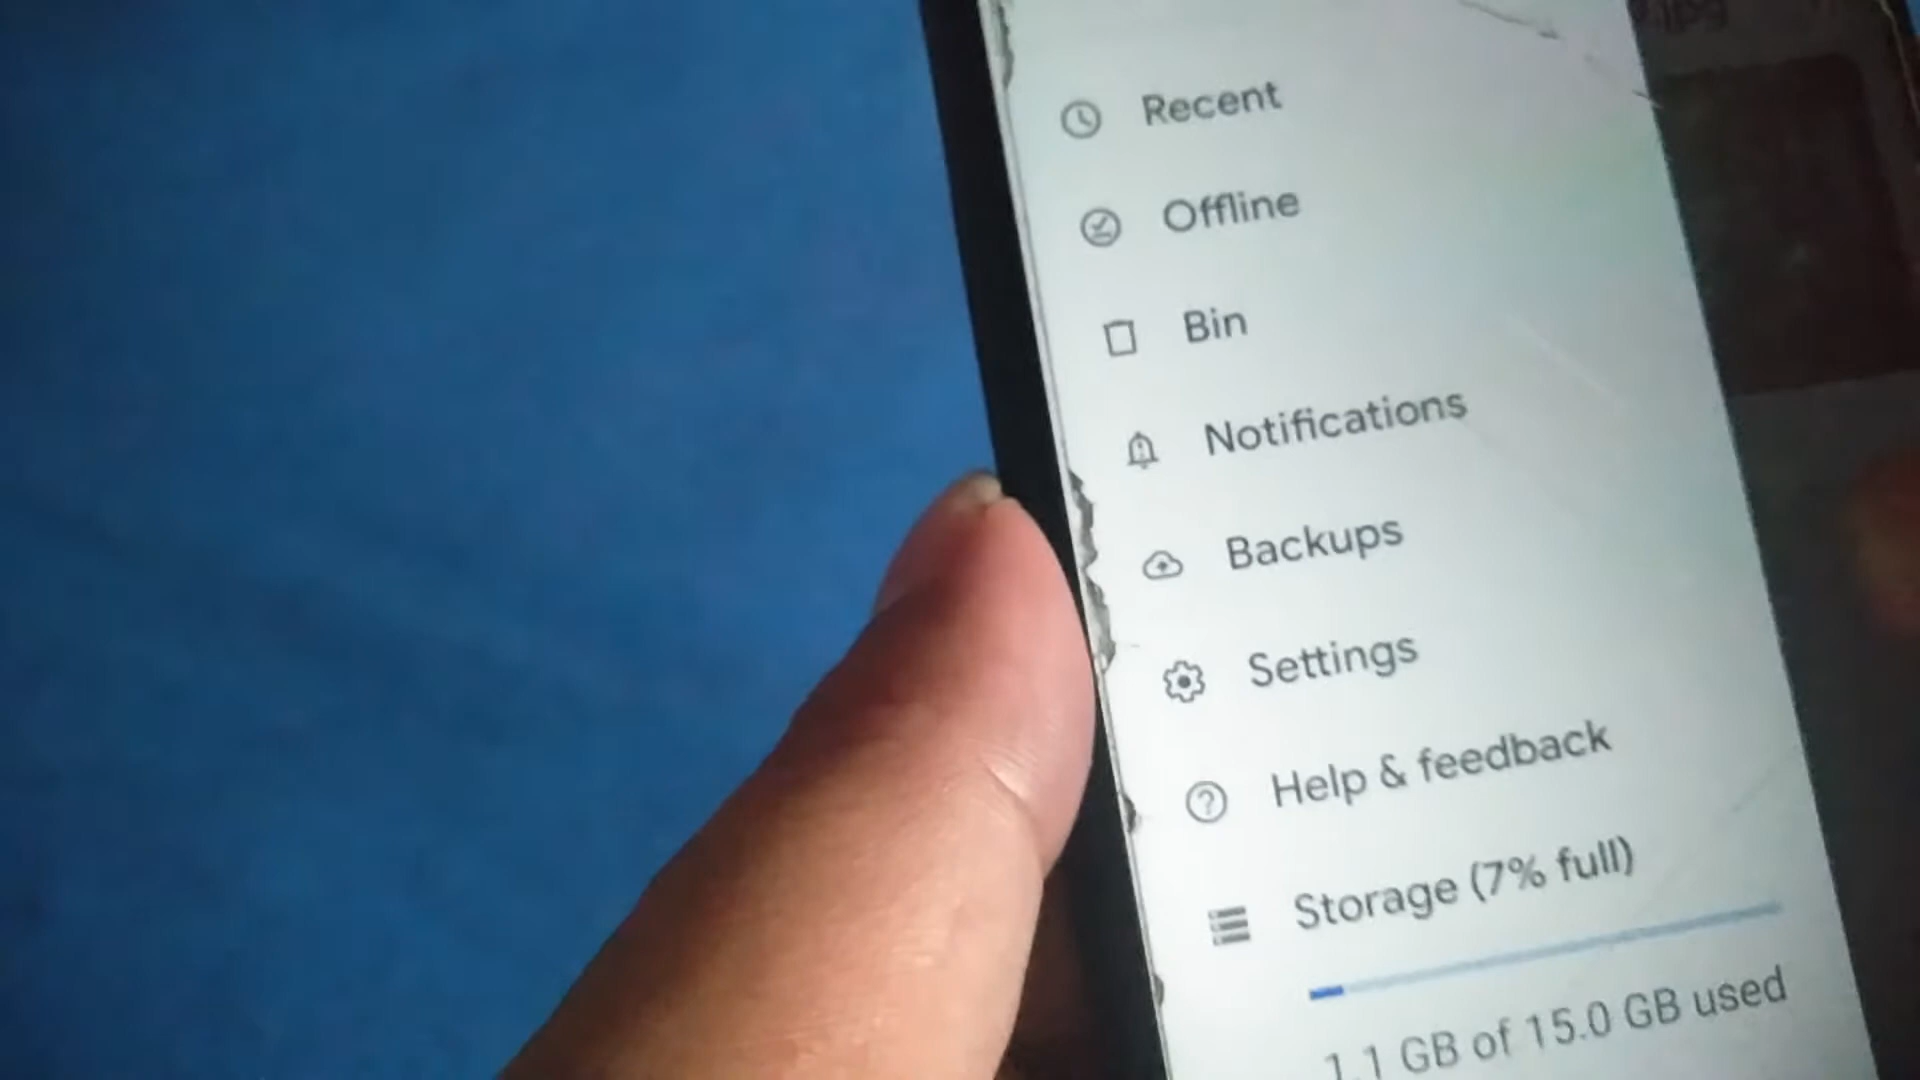 .jpg
Recent
Offline
Bin
Notifications
Backups
Settings
Help & feedback
Storage (7% full)
1.1 GB of 15.0 GB used